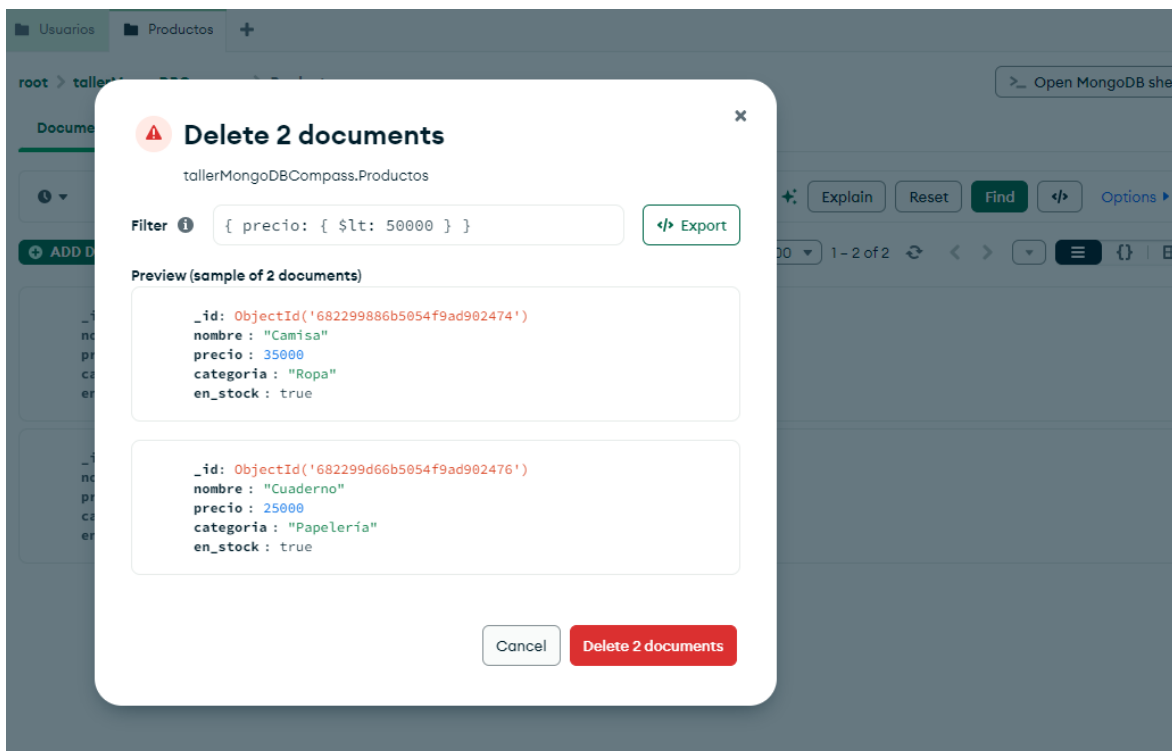 Usuarios Productos
root > Open MongoDB she
Delete 2 documents
tallerMongoDBCompass.Productos
Explain Reset Find </> Options
Filter { precio: { $lt: 50000 } } </> Export
ADD D
1 – 2 of 2 {}
Preview (sample of 2 documents)
_id: ObjectId('682299886b5054f9ad902474')
nombre : "Camisa"
precio : 35000
categoria : "Ropa"
en_stock : true
_id: ObjectId('682299d66b5054f9ad902476')
nombre : "Cuaderno"
precio : 25000
categoria : "Papelería"
en_stock : true
Cancel Delete 2 documents